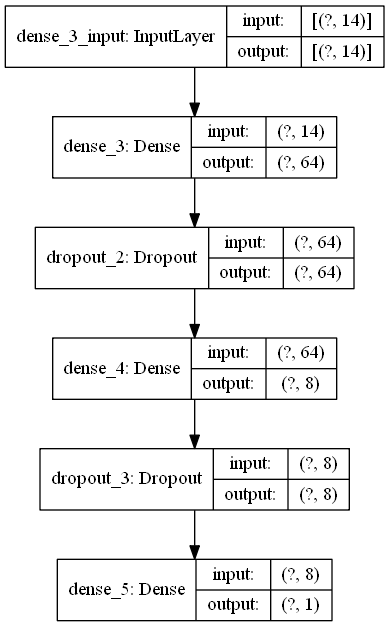 dense_3_input: InputLayer
input: [(?, 14)]
output: [(?, 14)]
dense_3: Dense
input: (?, 14)
output: (?, 64)
dropout_2: Dropout
input: (?, 64)
output: (?, 64)
dense_4: Dense
input: (?, 64)
output: (?, 8)
dropout_3: Dropout
input: (?, 8)
output: (?, 8)
dense_5: Dense
input: (?, 8)
output: (?, 1)